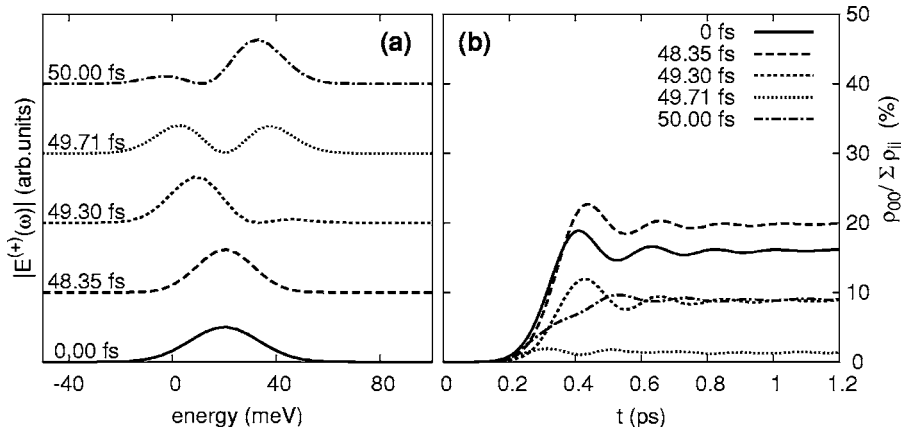 (a)
50.00 fs
49.71 fs
49.30 fs
48.35 fs
0,00 fs
|E(+)(ω)| (arb.units)
-40 0 40 80
energy (meV)
(b)
0 fs
48.35 fs
49.30 fs
49.71 fs
50.00 fs
50
40
30
20
10
0
ρ00/ Σ ρii (%)
0 0.2 0.4 0.6 0.8 1 1.2
t (ps)